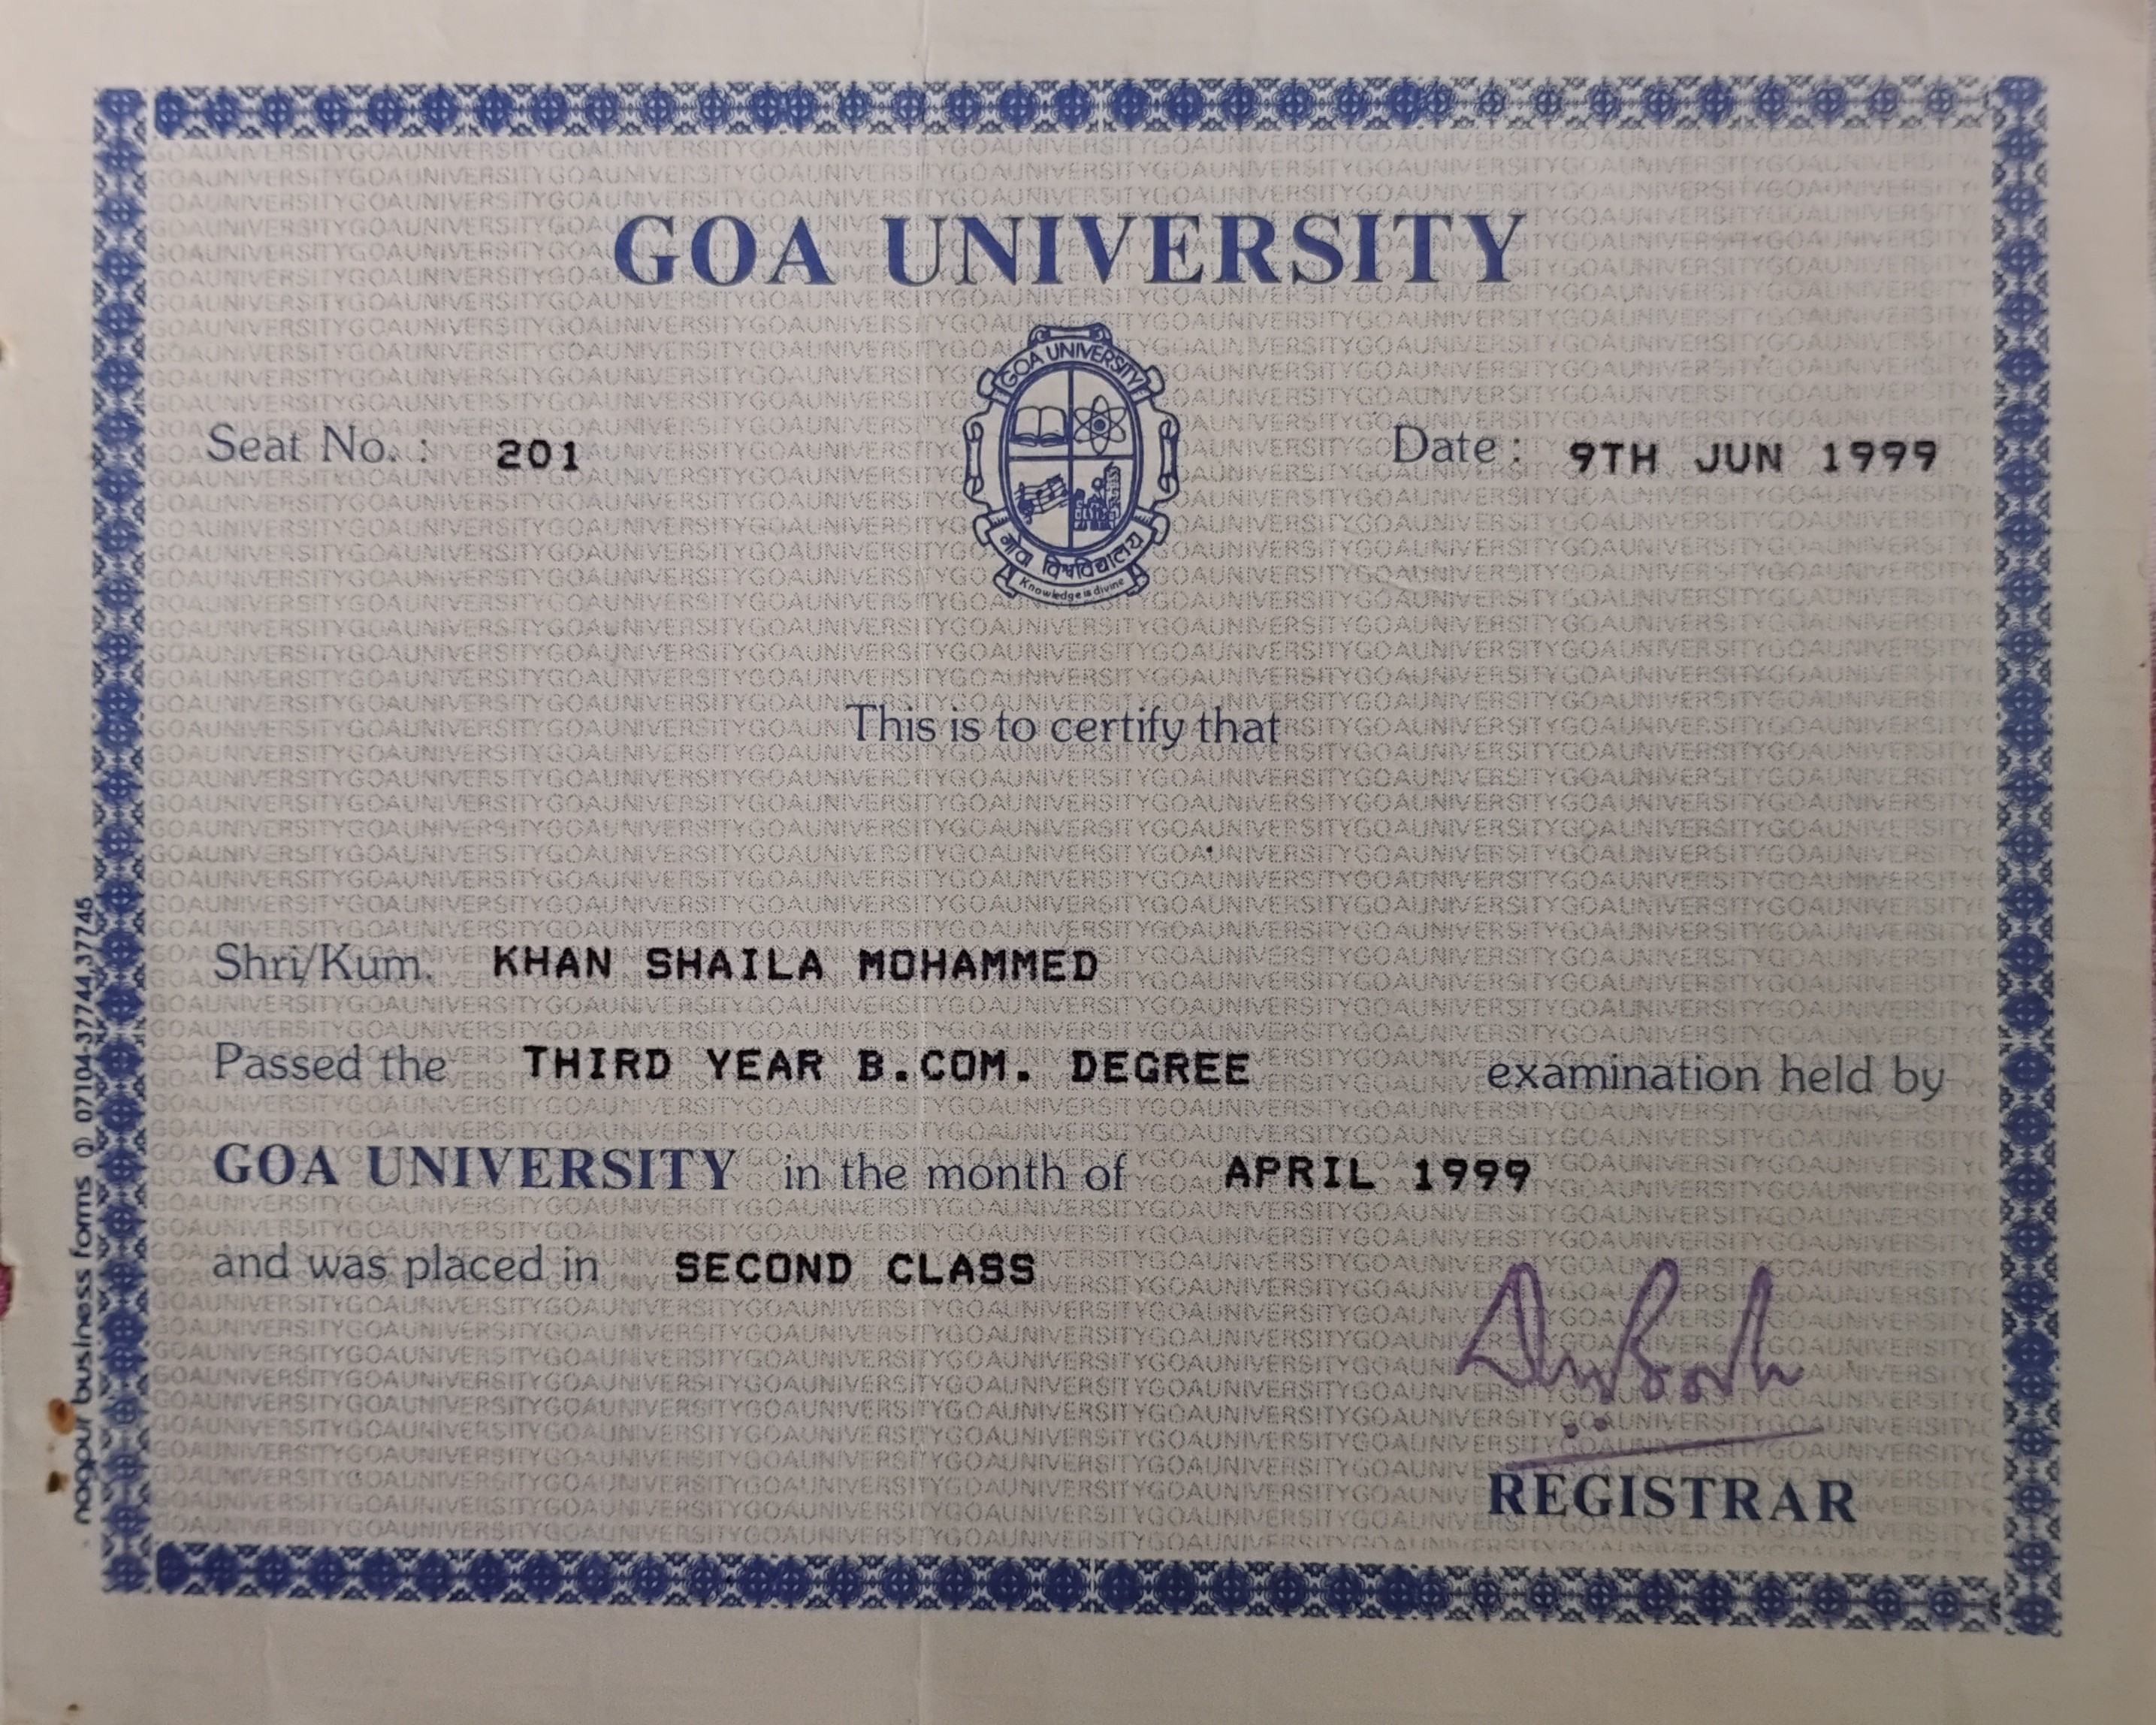 GOA UNIVERSITY
GOA UNIVERSITY
गोवा विश्वविद्यालय
Knowledge is divine
Seat No. : 201
Date : 9TH JUN 1999
This is to certify that
Shri/Kum. KHAN SHAILA MOHAMMED
Passed the THIRD YEAR B.COM. DEGREE examination held by
GOA UNIVERSITY in the month of APRIL 1999
and was placed in SECOND CLASS
REGISTRAR
nagpur business forms 07104-37744,37745